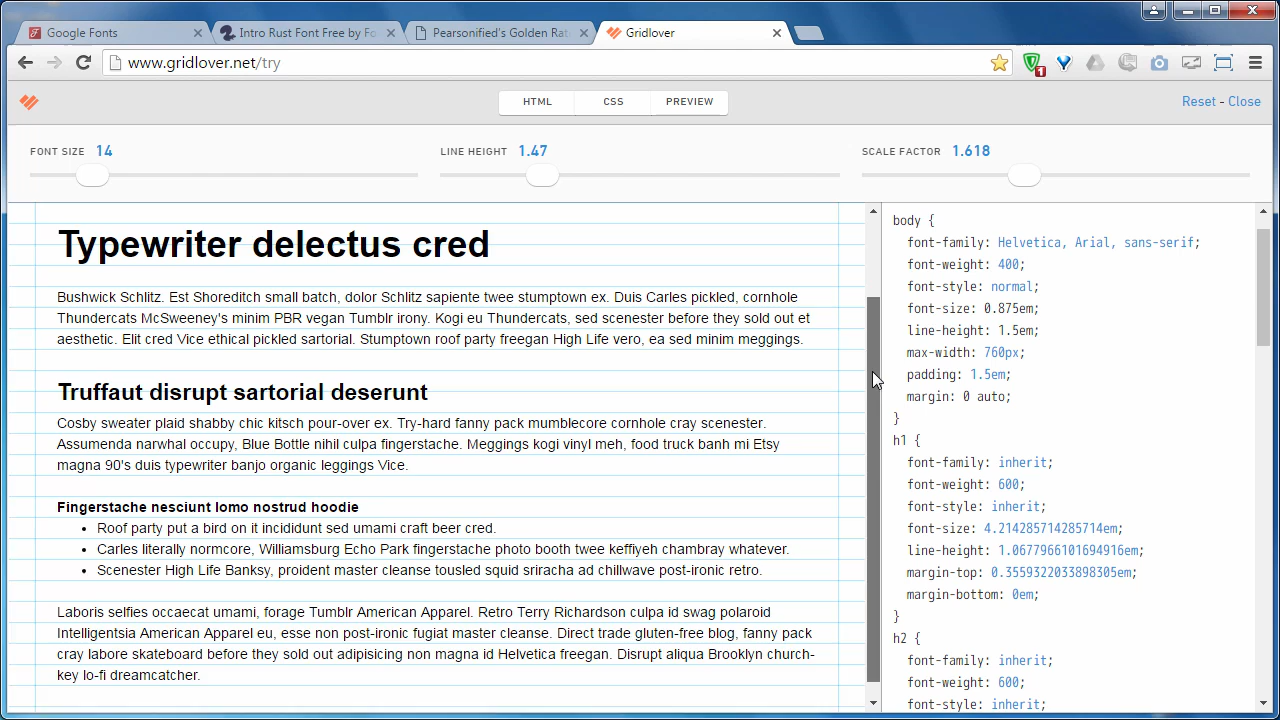 Google Fonts
Intro Rust Font Free by Fo
Pearsonified's Golden Rat
Gridlover
www.gridlover.net/try
1
HTML
CSS
PREVIEW
Reset - Close
FONT SIZE 14
LINE HEIGHT 1.47
SCALE FACTOR 1.618
Typewriter delectus cred
Bushwick Schlitz. Est Shoreditch small batch, dolor Schlitz sapiente twee stumptown ex. Duis Carles pickled, cornhole
Thundercats McSweeney's minim PBR vegan Tumblr irony. Kogi eu Thundercats, sed scenester before they sold out et
aesthetic. Elit cred Vice ethical pickled sartorial. Stumptown roof party freegan High Life vero, ea sed minim meggings.
Truffaut disrupt sartorial deserunt
Cosby sweater plaid shabby chic kitsch pour-over ex. Try-hard fanny pack mumblecore cornhole cray scenester.
Assumenda narwhal occupy, Blue Bottle nihil culpa fingerstache. Meggings kogi vinyl meh, food truck banh mi Etsy
magna 90's duis typewriter banjo organic leggings Vice.
Fingerstache nesciunt lomo nostrud hoodie
• Roof party put a bird on it incididunt sed umami craft beer cred.
• Carles literally normcore, Williamsburg Echo Park fingerstache photo booth twee keffiyeh chambray whatever.
• Scenester High Life Banksy, proident master cleanse tousled squid sriracha ad chillwave post-ironic retro.
Laboris selfies occaecat umami, forage Tumblr American Apparel. Retro Terry Richardson culpa id swag polaroid
Intelligentsia American Apparel eu, esse non post-ironic fugiat master cleanse. Direct trade gluten-free blog, fanny pack
cray labore skateboard before they sold out adipisicing non magna id Helvetica freegan. Disrupt aliqua Brooklyn church-
key lo-fi dreamcatcher.
body {
font-family: Helvetica, Arial, sans-serif;
font-weight: 400;
font-style: normal;
font-size: 0.875em;
line-height: 1.5em;
max-width: 760px;
padding: 1.5em;
margin: 0 auto;
}
h1 {
font-family: inherit;
font-weight: 600;
font-style: inherit;
font-size: 4.214285714285714em;
line-height: 1.0677966101694916em;
margin-top: 0.3559322033898305em;
margin-bottom: 0em;
}
h2 {
font-family: inherit;
font-weight: 600;
font-style: inherit;